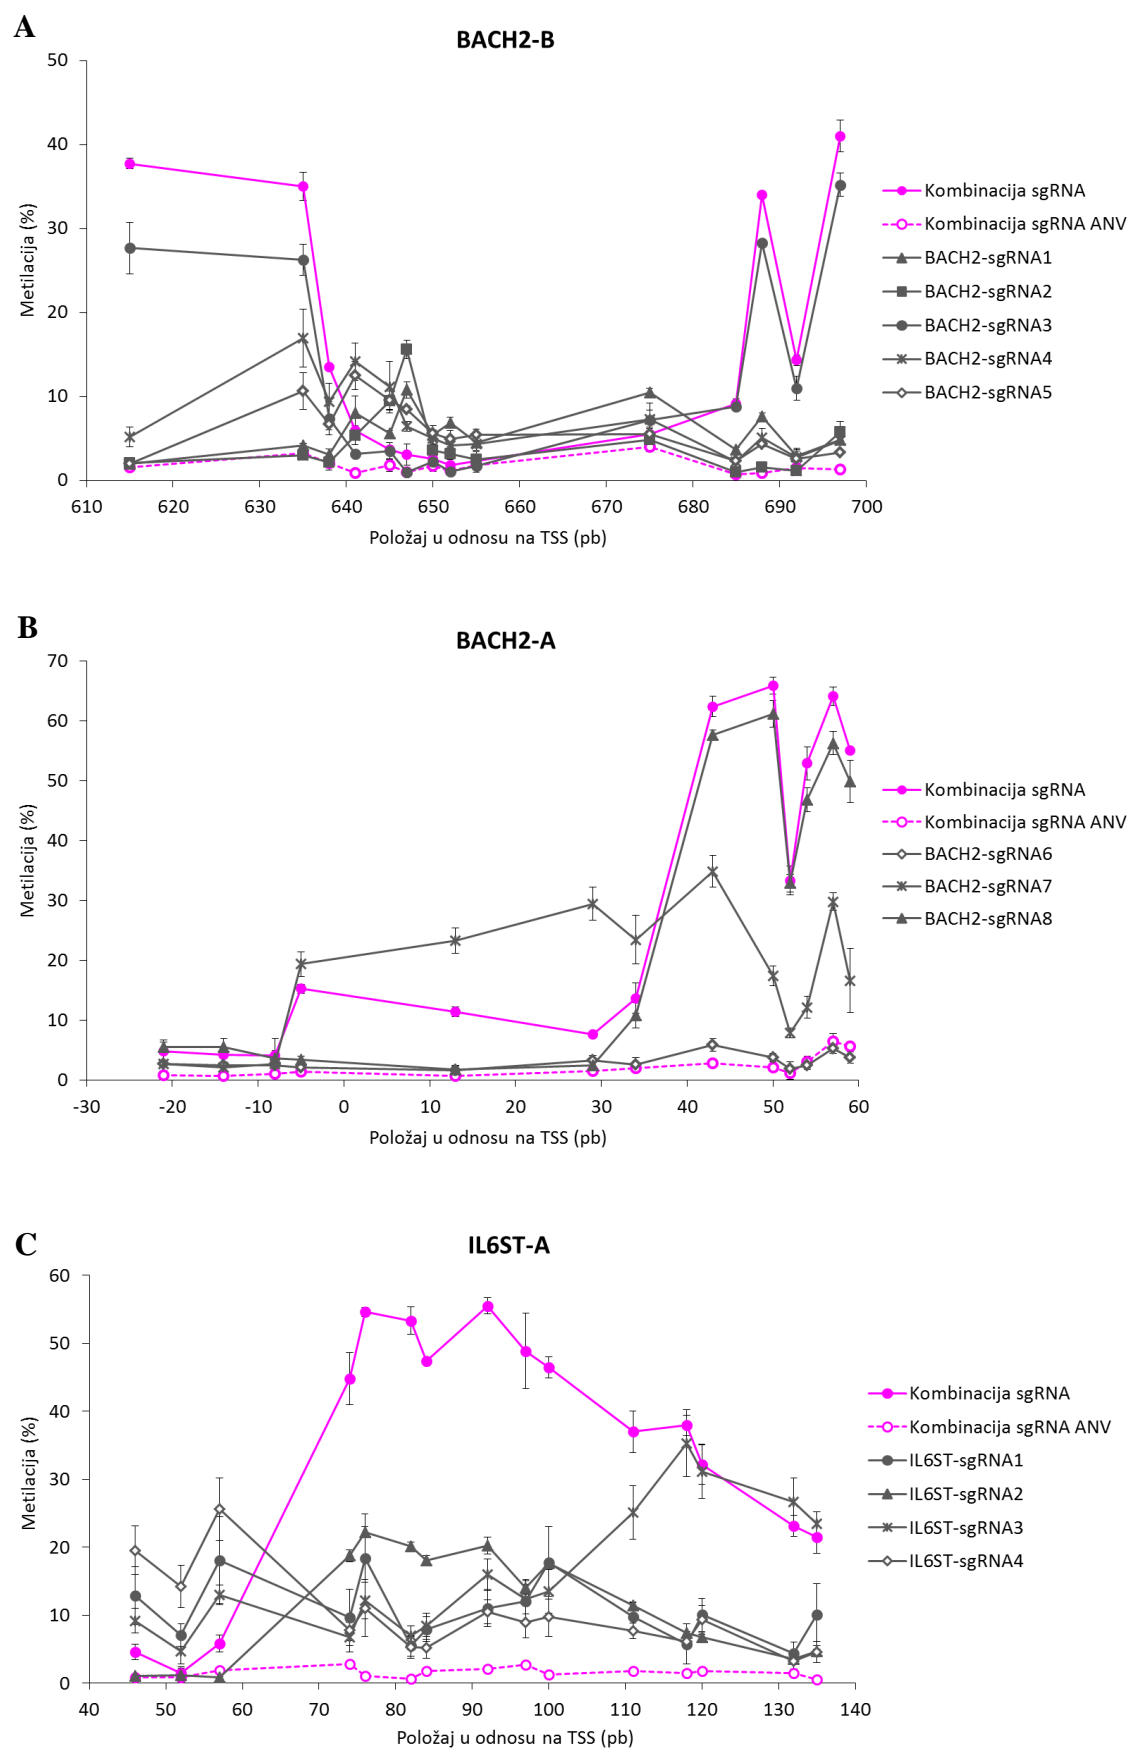 A
BACH2-B
50
40
30
20
10
0
Metilacija (%)
610 620 630 640 650 660 670 680 690 700
Položaj u odnosu na TSS (pb)
Kombinacija sgRNA
Kombinacija sgRNA ANV
BACH2-sgRNA1
BACH2-sgRNA2
BACH2-sgRNA3
BACH2-sgRNA4
BACH2-sgRNA5
B
BACH2-A
70
60
50
40
30
20
10
0
Metilacija (%)
-30 -20 -10 0 10 20 30 40 50 60
Položaj u odnosu na TSS (pb)
Kombinacija sgRNA
Kombinacija sgRNA ANV
BACH2-sgRNA6
BACH2-sgRNA7
BACH2-sgRNA8
C
IL6ST-A
60
50
40
30
20
10
0
Metilacija (%)
40 50 60 70 80 90 100 110 120 130 140
Položaj u odnosu na TSS (pb)
Kombinacija sgRNA
Kombinacija sgRNA ANV
IL6ST-sgRNA1
IL6ST-sgRNA2
IL6ST-sgRNA3
IL6ST-sgRNA4